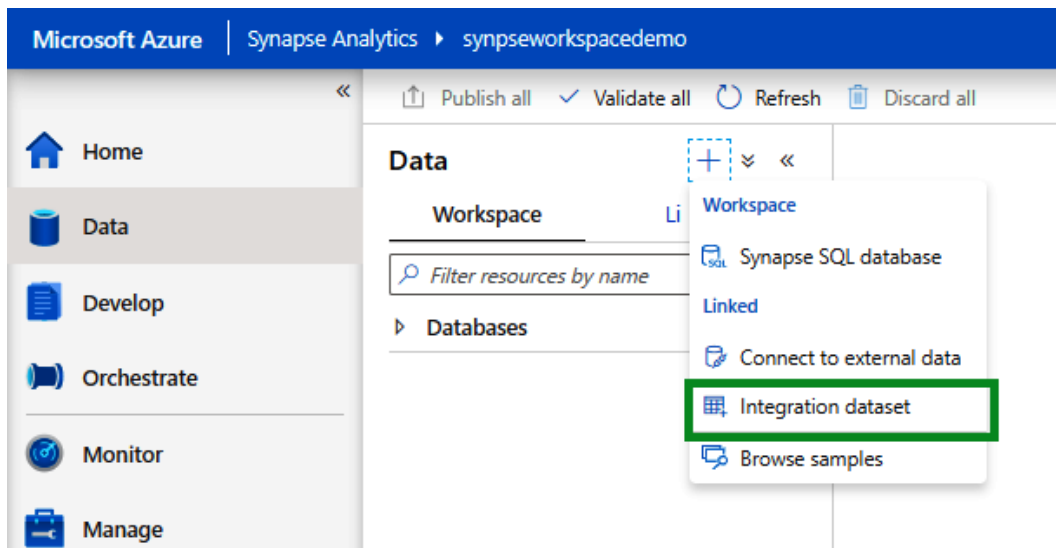 Microsoft Azure Synapse Analytics synpseworkspacedemo
Publish all Validate all Refresh Discard all
Home
Data
Develop
Orchestrate
Monitor
Manage
Data
Workspace Li
Filter resources by name
Databases
Workspace
SQL Synapse SQL database
Linked
Connect to external data
Integration dataset
Browse samples